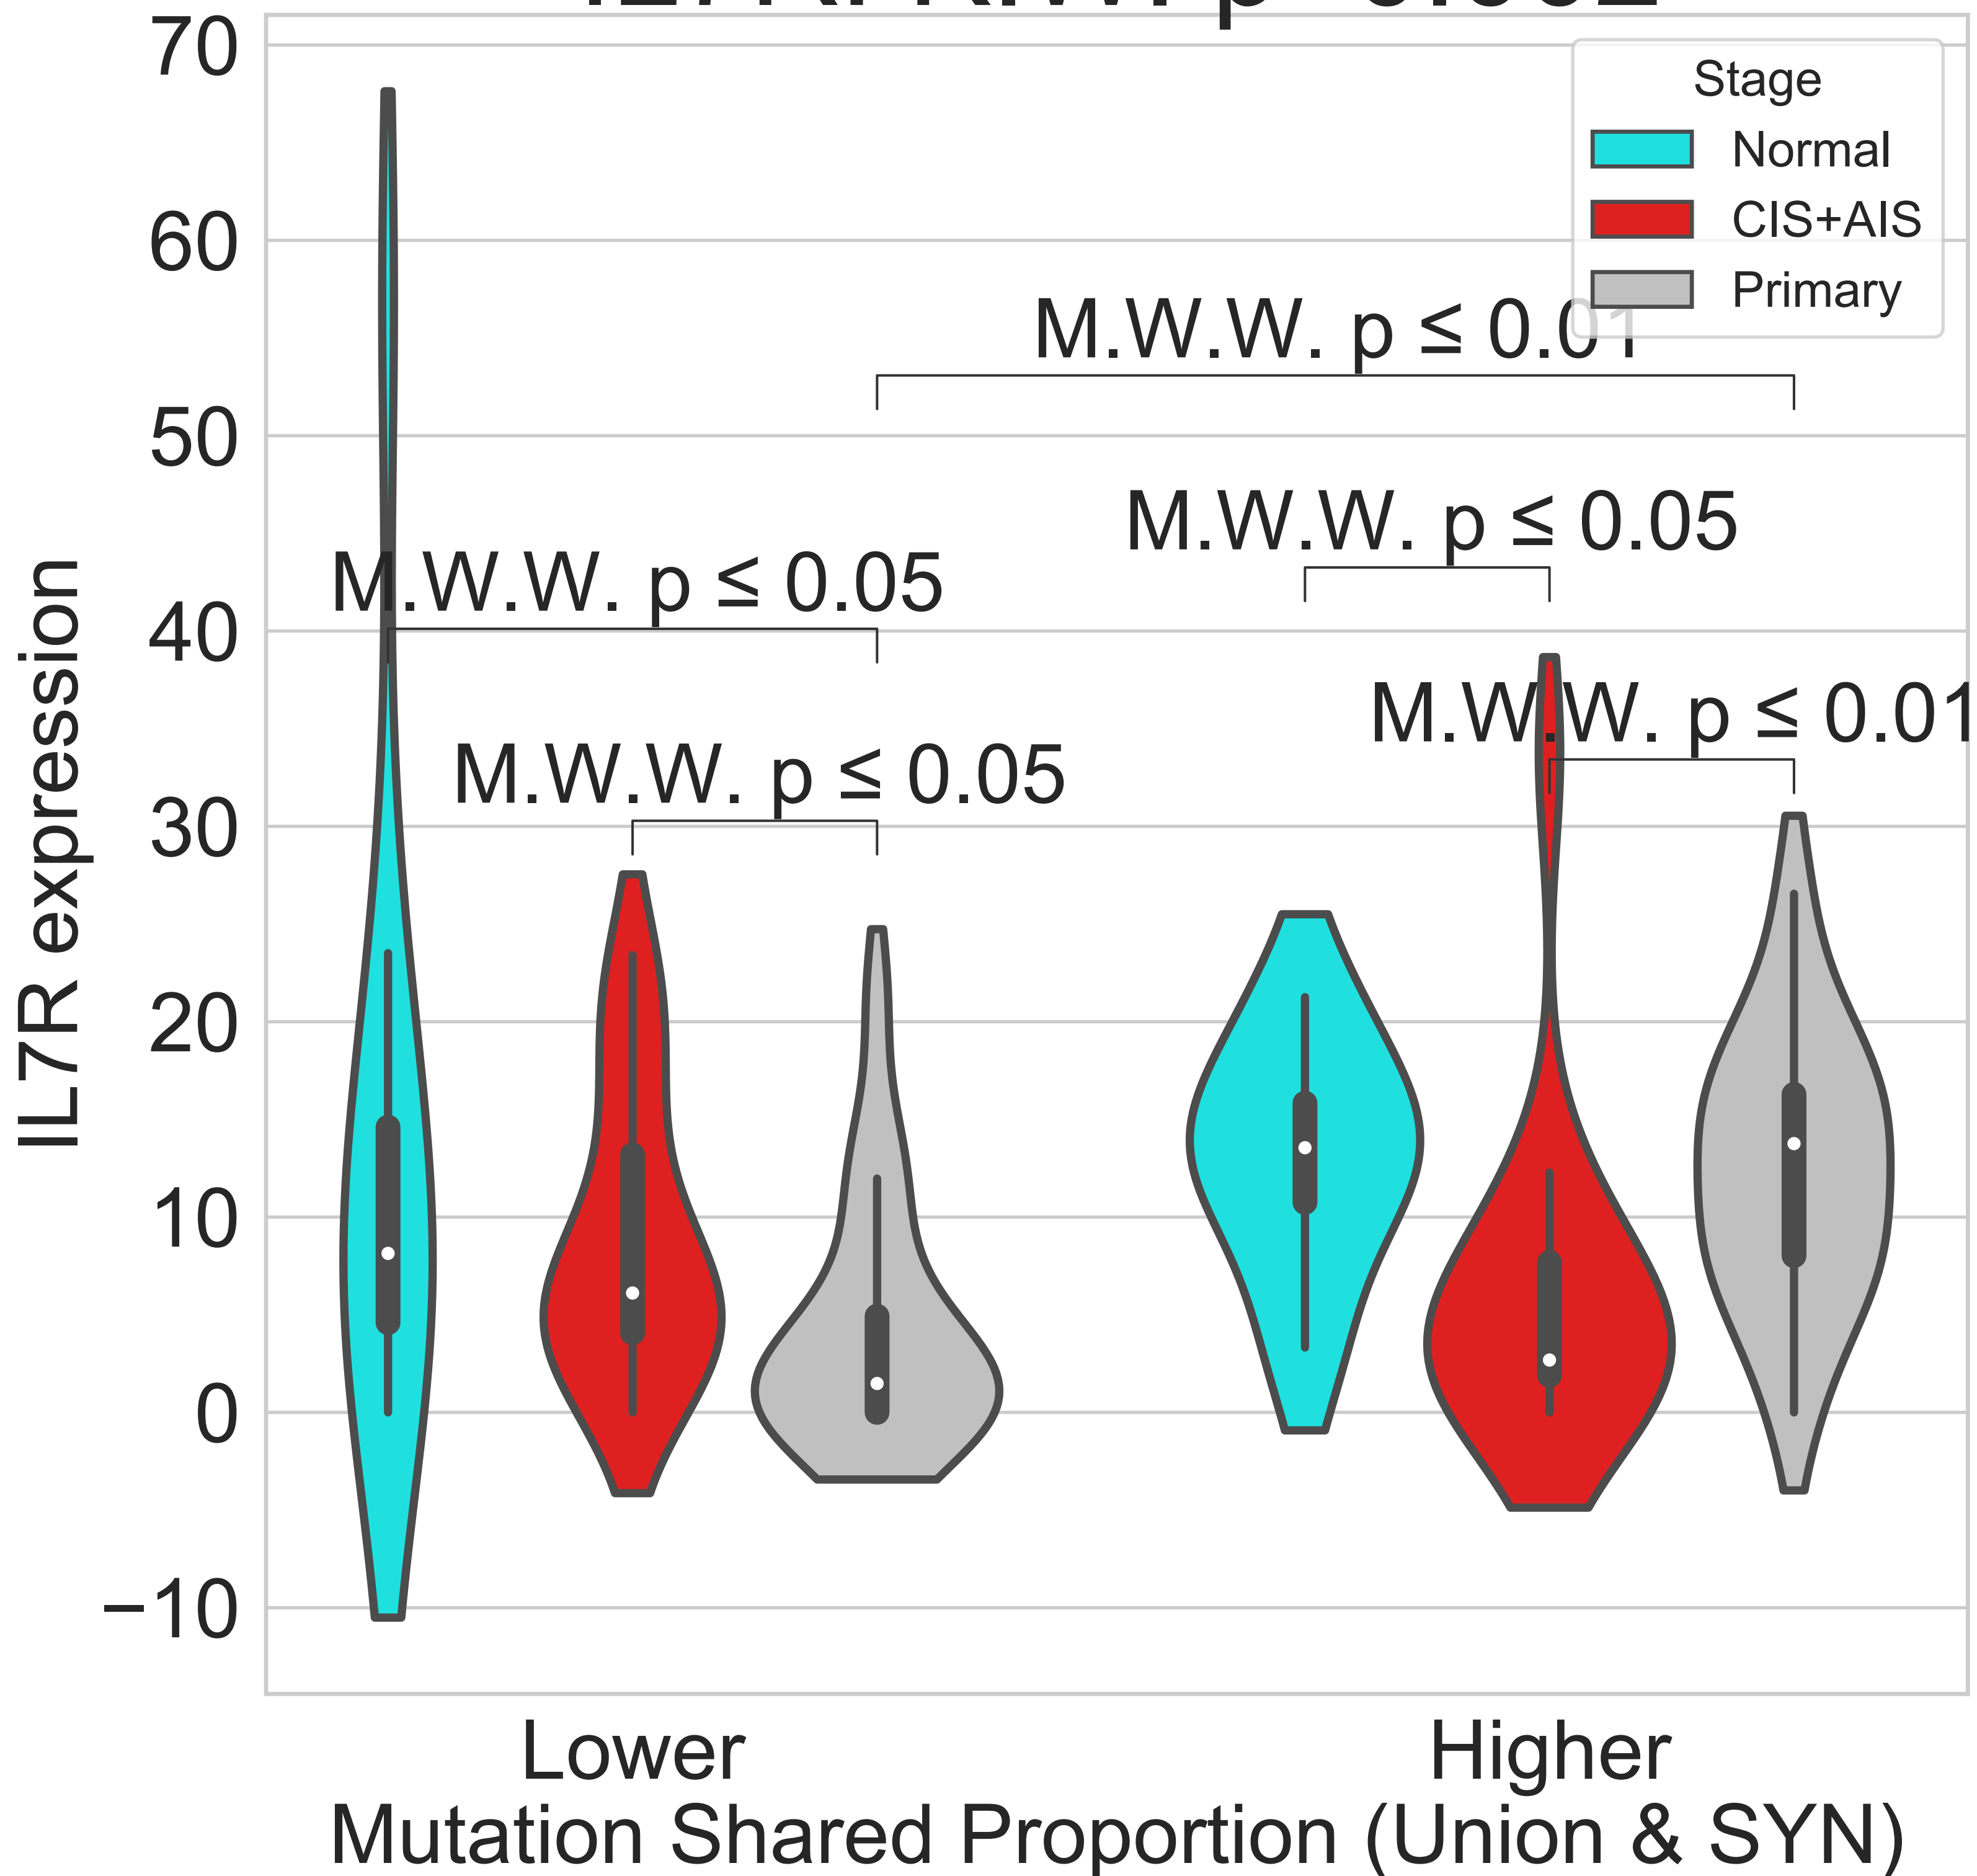 70
60
50
40
30
20
10
0
−10
IL7R expression
Stage
Normal
CIS+AIS
Primary
M.W.W. p ≤ 0.01
M.W.W. p ≤ 0.05
M.W.W. p ≤ 0.05
M.W.W. p ≤ 0.01
M.W.W. p ≤ 0.05
Lower
Higher
Mutation Shared Proportion (Union & SYN)